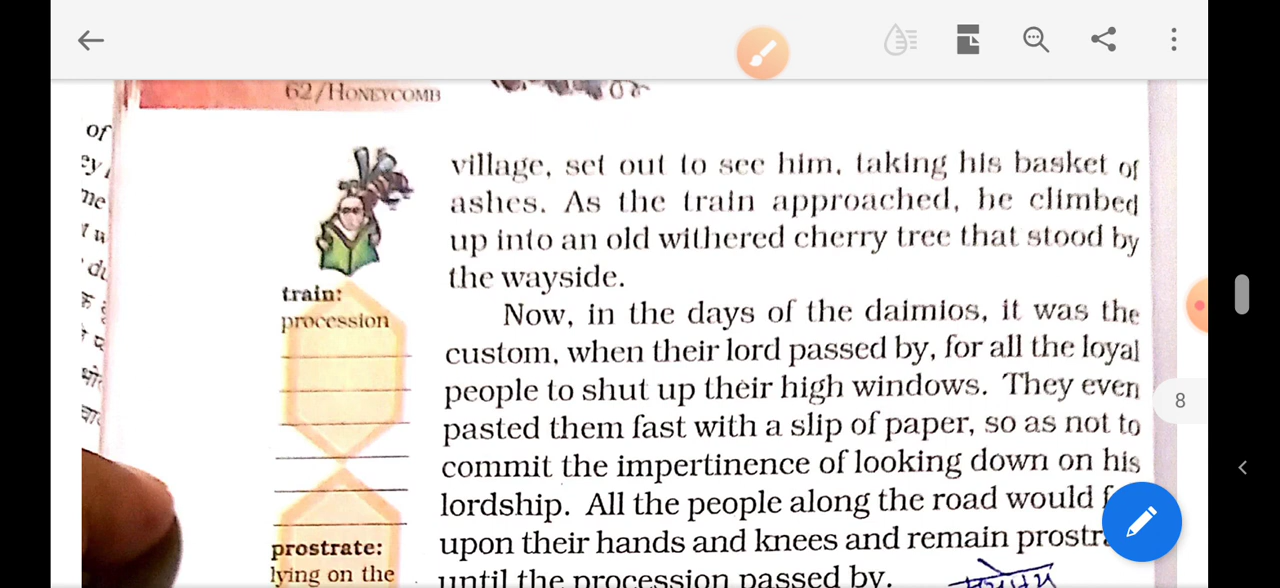 62/HONEYCOMB
of
village, set out to see him, taking his basket of
ashes. As the train approached, he climbed
up into an old withered cherry tree that stood by
the wayside.
train:
procession
Now, in the days of the daimios, it was the
custom, when their lord passed by, for all the loyal
people to shut up their high windows. They even
pasted them fast with a slip of paper, so as not to
commit the impertinence of looking down on his
lordship. All the people along the road would
upon their hands and knees and remain
until the procession passed by.
prostrate:
lying on the
8